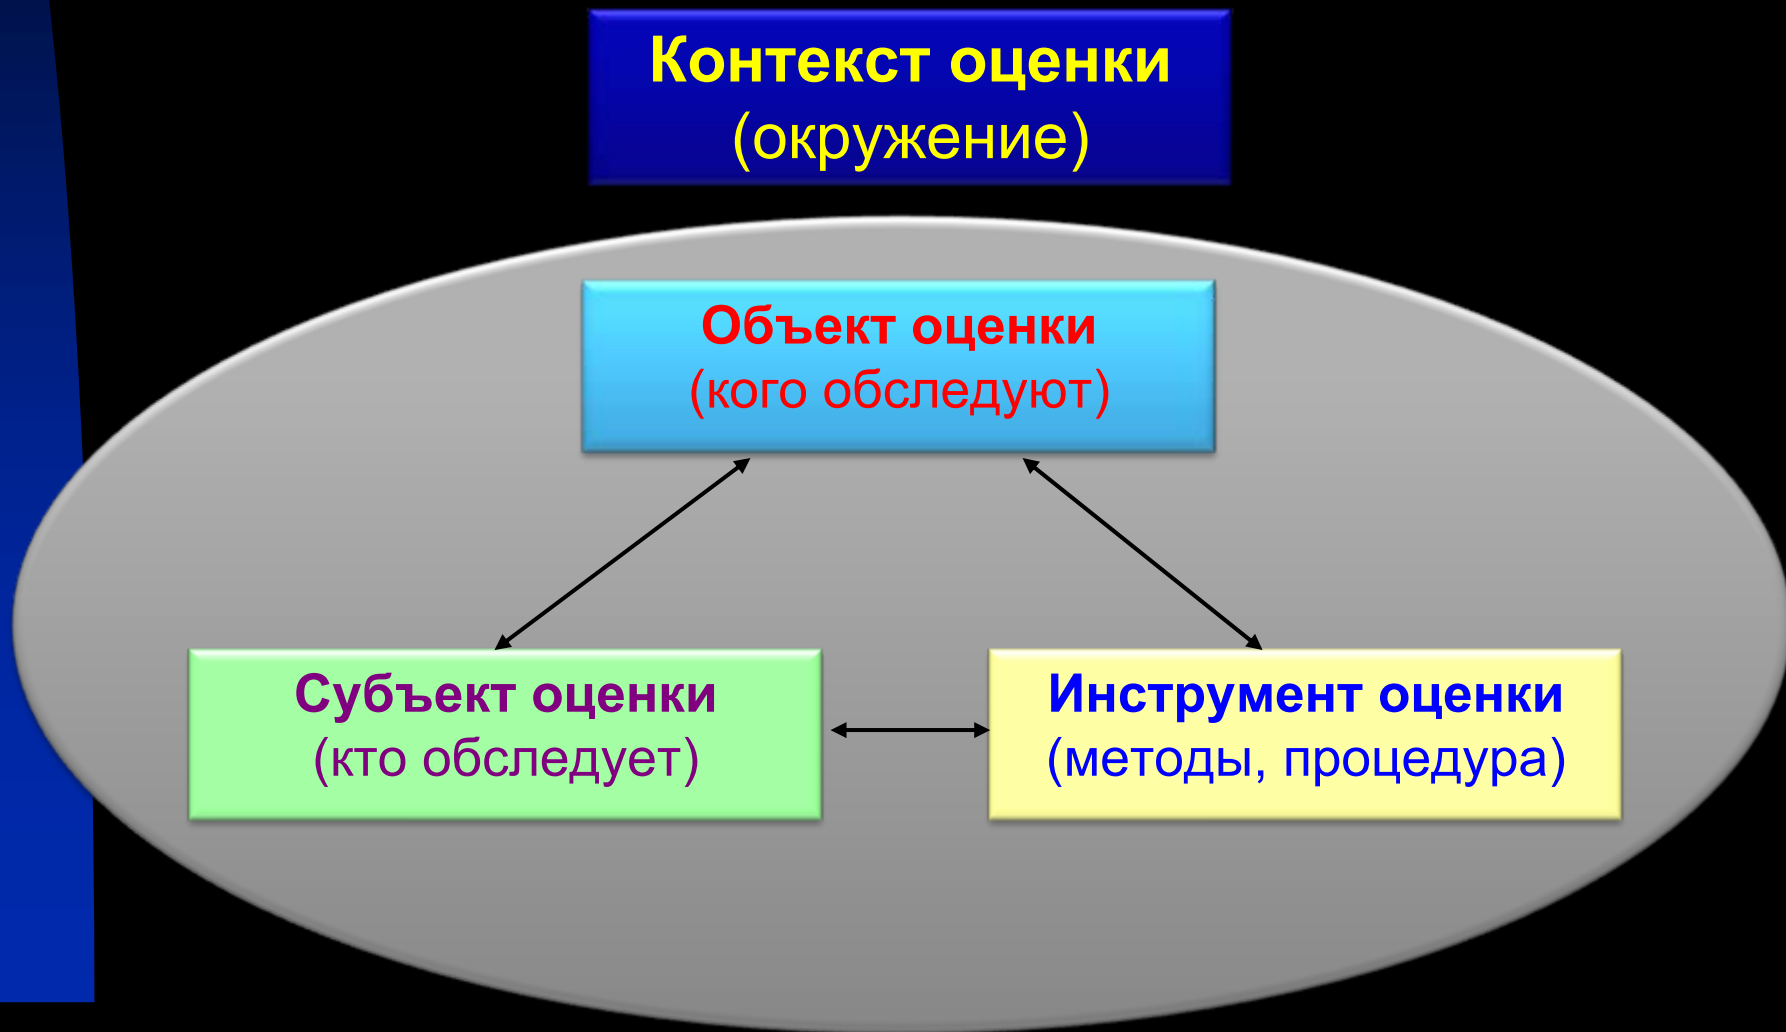 Контекст оценки
(окружение)
Объект оценки
(кого обследуют)
Субъект оценки
(кто обследует)
Инструмент оценки
(методы, процедура)